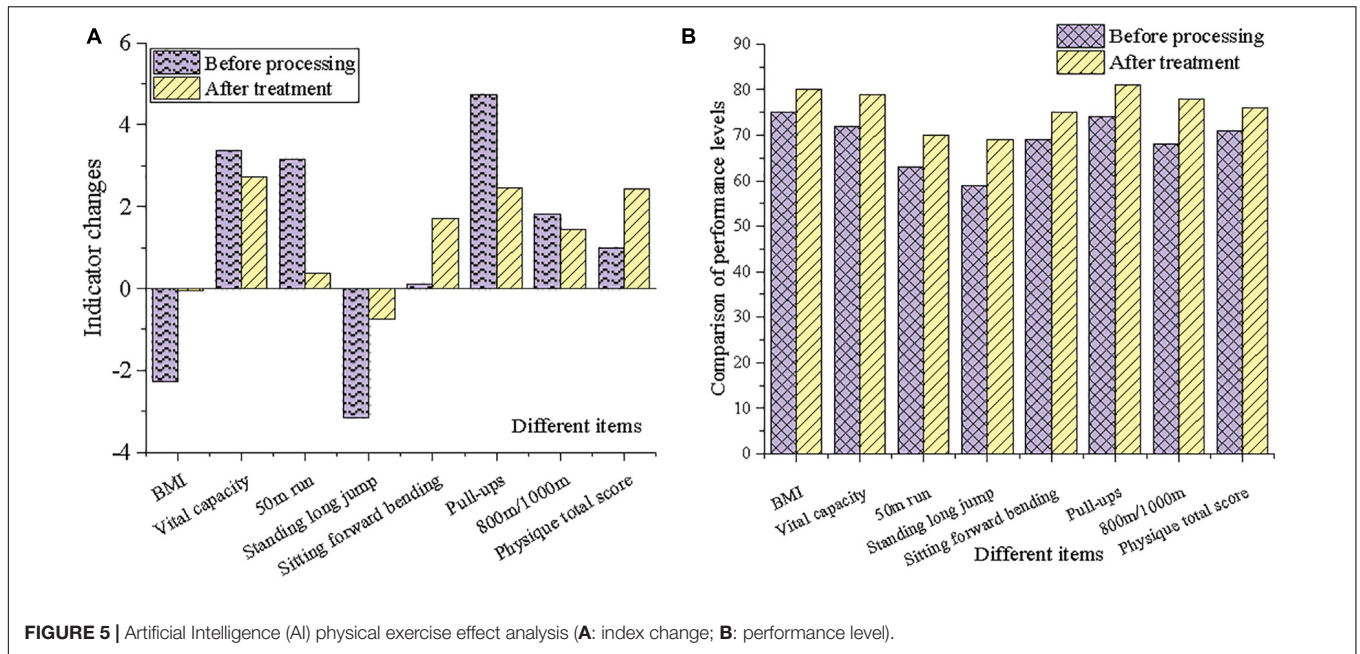 A
6
4
2
0
-2
-4
Indicator changes
Before processing
After treatment
Different items
BMI
Vital capacity
50m run
Standing long jump
Sitting forward bending
Pull-ups
800m/1000m
Physique total score
B
90
80
70
60
50
40
30
20
10
0
Comparison of performance levels
Before processing
After treatment
BMI
Vital capacity
50m run
Standing long jump
Sitting forward bending
Pull-ups
800m/1000m
Physique total score
Different items
FIGURE 5 | Artificial Intelligence (AI) physical exercise effect analysis (A: index change; B: performance level).